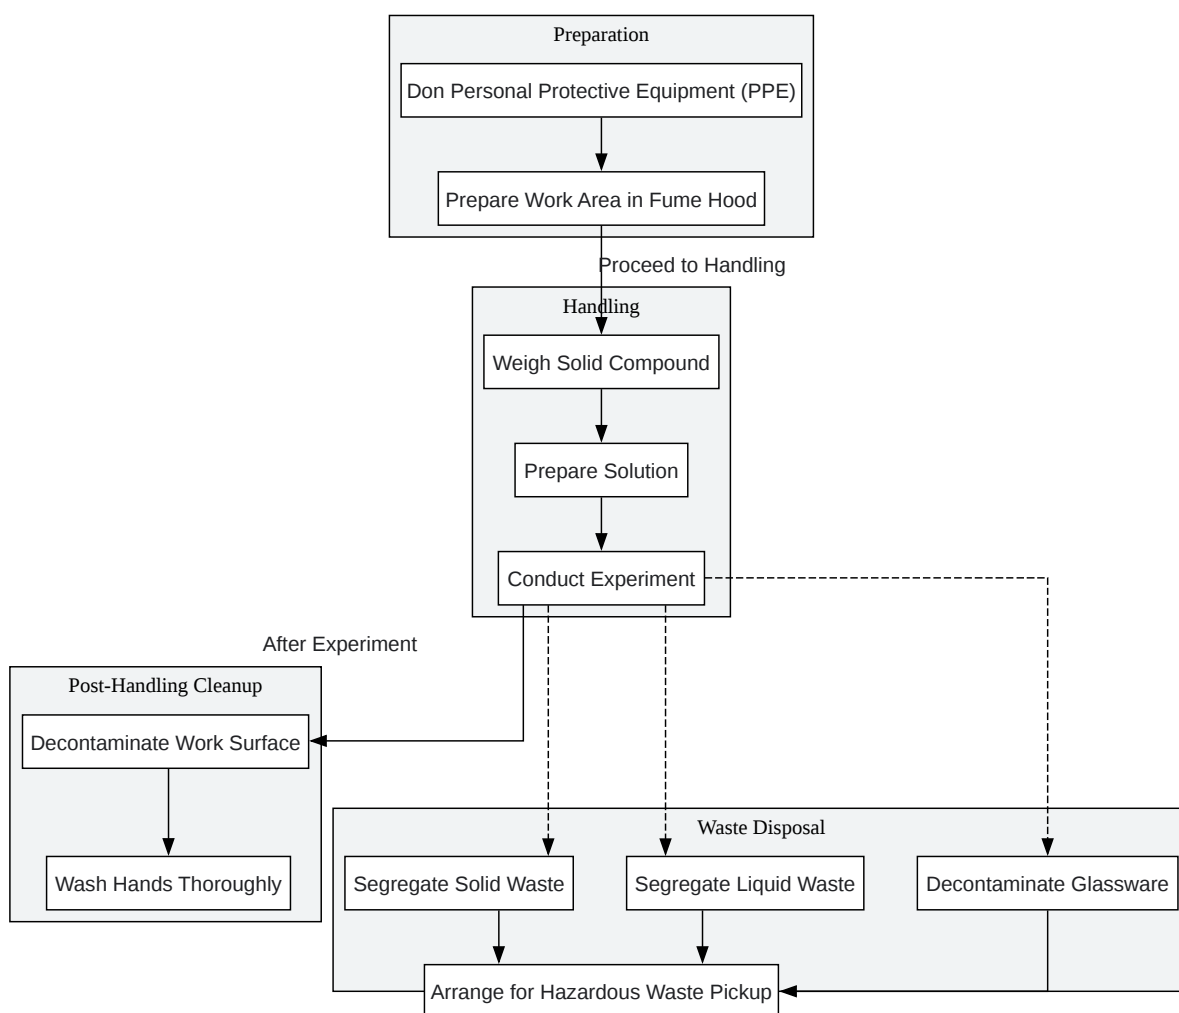 Preparation
Don Personal Protective Equipment (PPE)
Prepare Work Area in Fume Hood
Proceed to Handling
Handling
Weigh Solid Compound
Prepare Solution
Conduct Experiment
After Experiment
Post-Handling Cleanup
Decontaminate Work Surface
Wash Hands Thoroughly
Waste Disposal
Segregate Solid Waste
Segregate Liquid Waste
Decontaminate Glassware
Arrange for Hazardous Waste Pickup